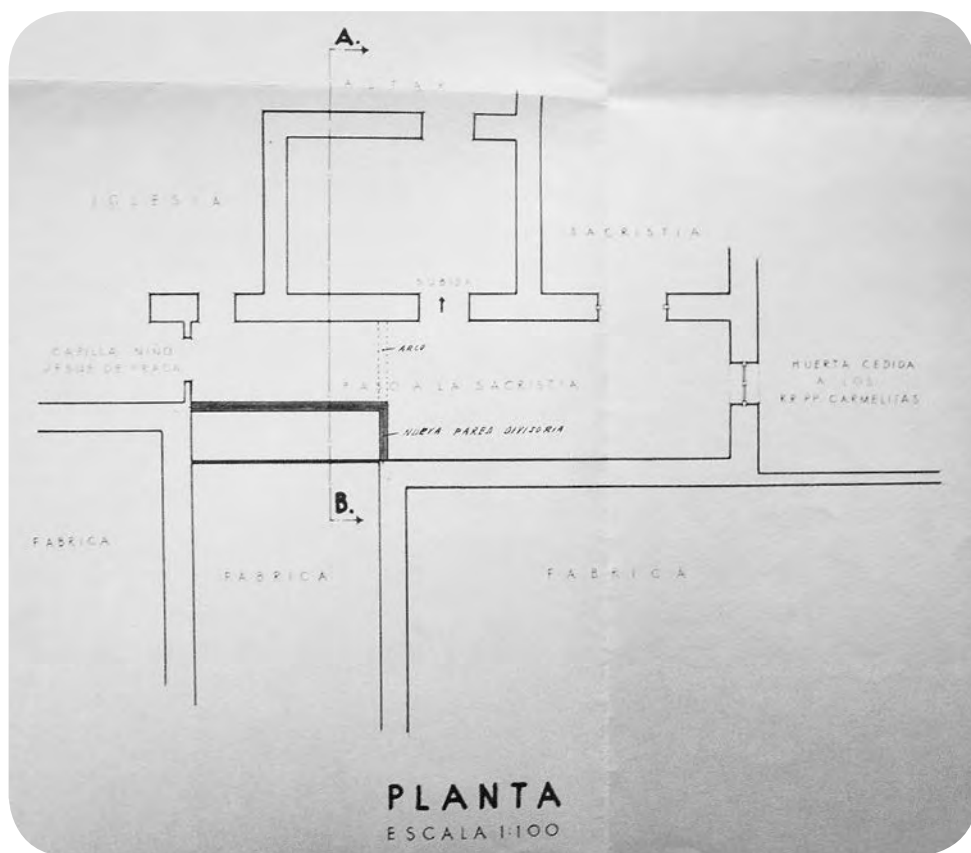 A.
ALTAR
IGLESIA
SACRISTIA
SUBIDA
ARCO
CAPILLA NIÑO
JESUS DE PRAGA
PASO A LA SACRISTIA
HUERTA CEDIDA
A LOS
RR.PP. CARMELITAS
NUEVA PARED DIVISORIA
B.
FABRICA
FABRICA
FABRICA
PLANTA
ESCALA 1:100